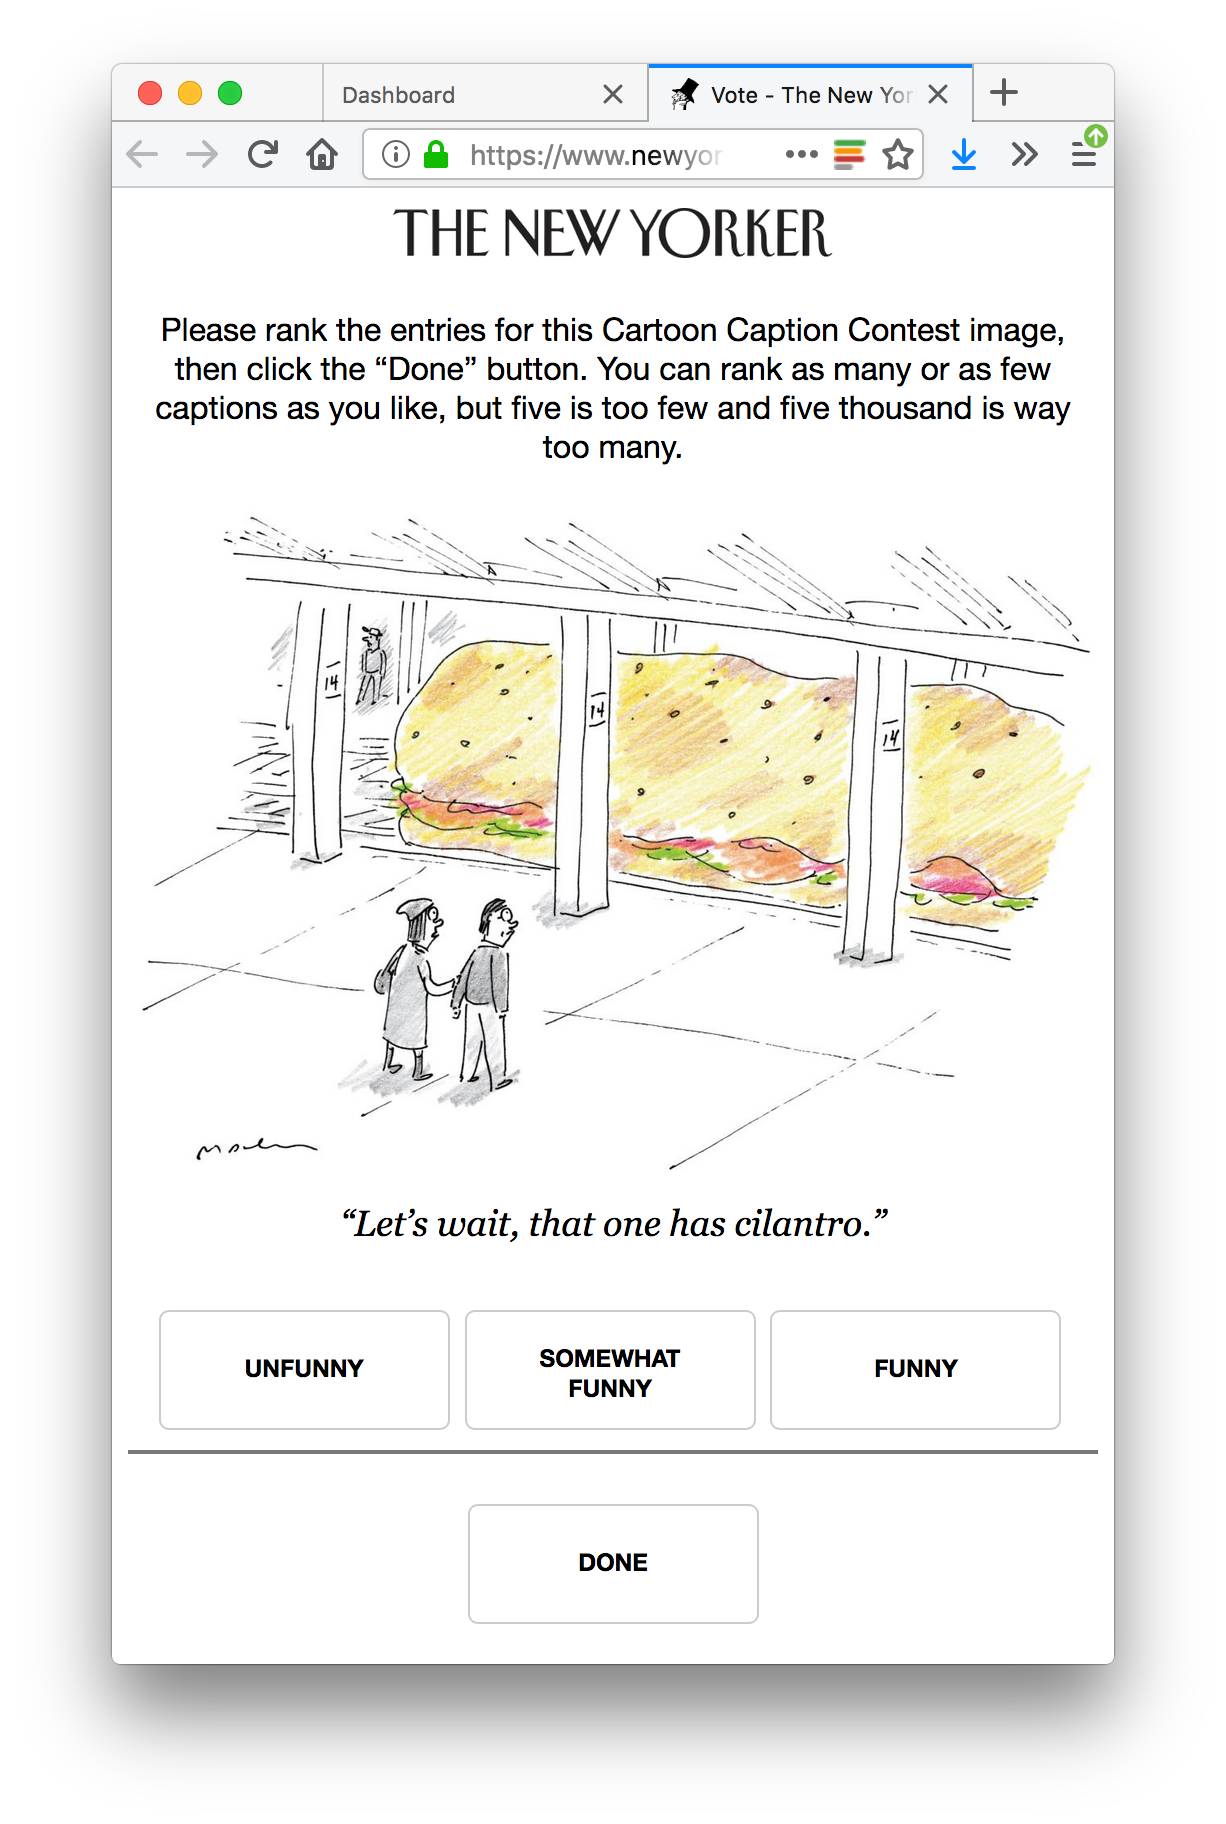 Dashboard
Vote - The New Yor
https://www.newyor
THE NEW YORKER
Please rank the entries for this Cartoon Caption Contest image,
then click the “Done” button. You can rank as many or as few
captions as you like, but five is too few and five thousand is way
too many.
14
14
14
“Let’s wait, that one has cilantro.”
UNFUNNY
SOMEWHAT
FUNNY
FUNNY
DONE